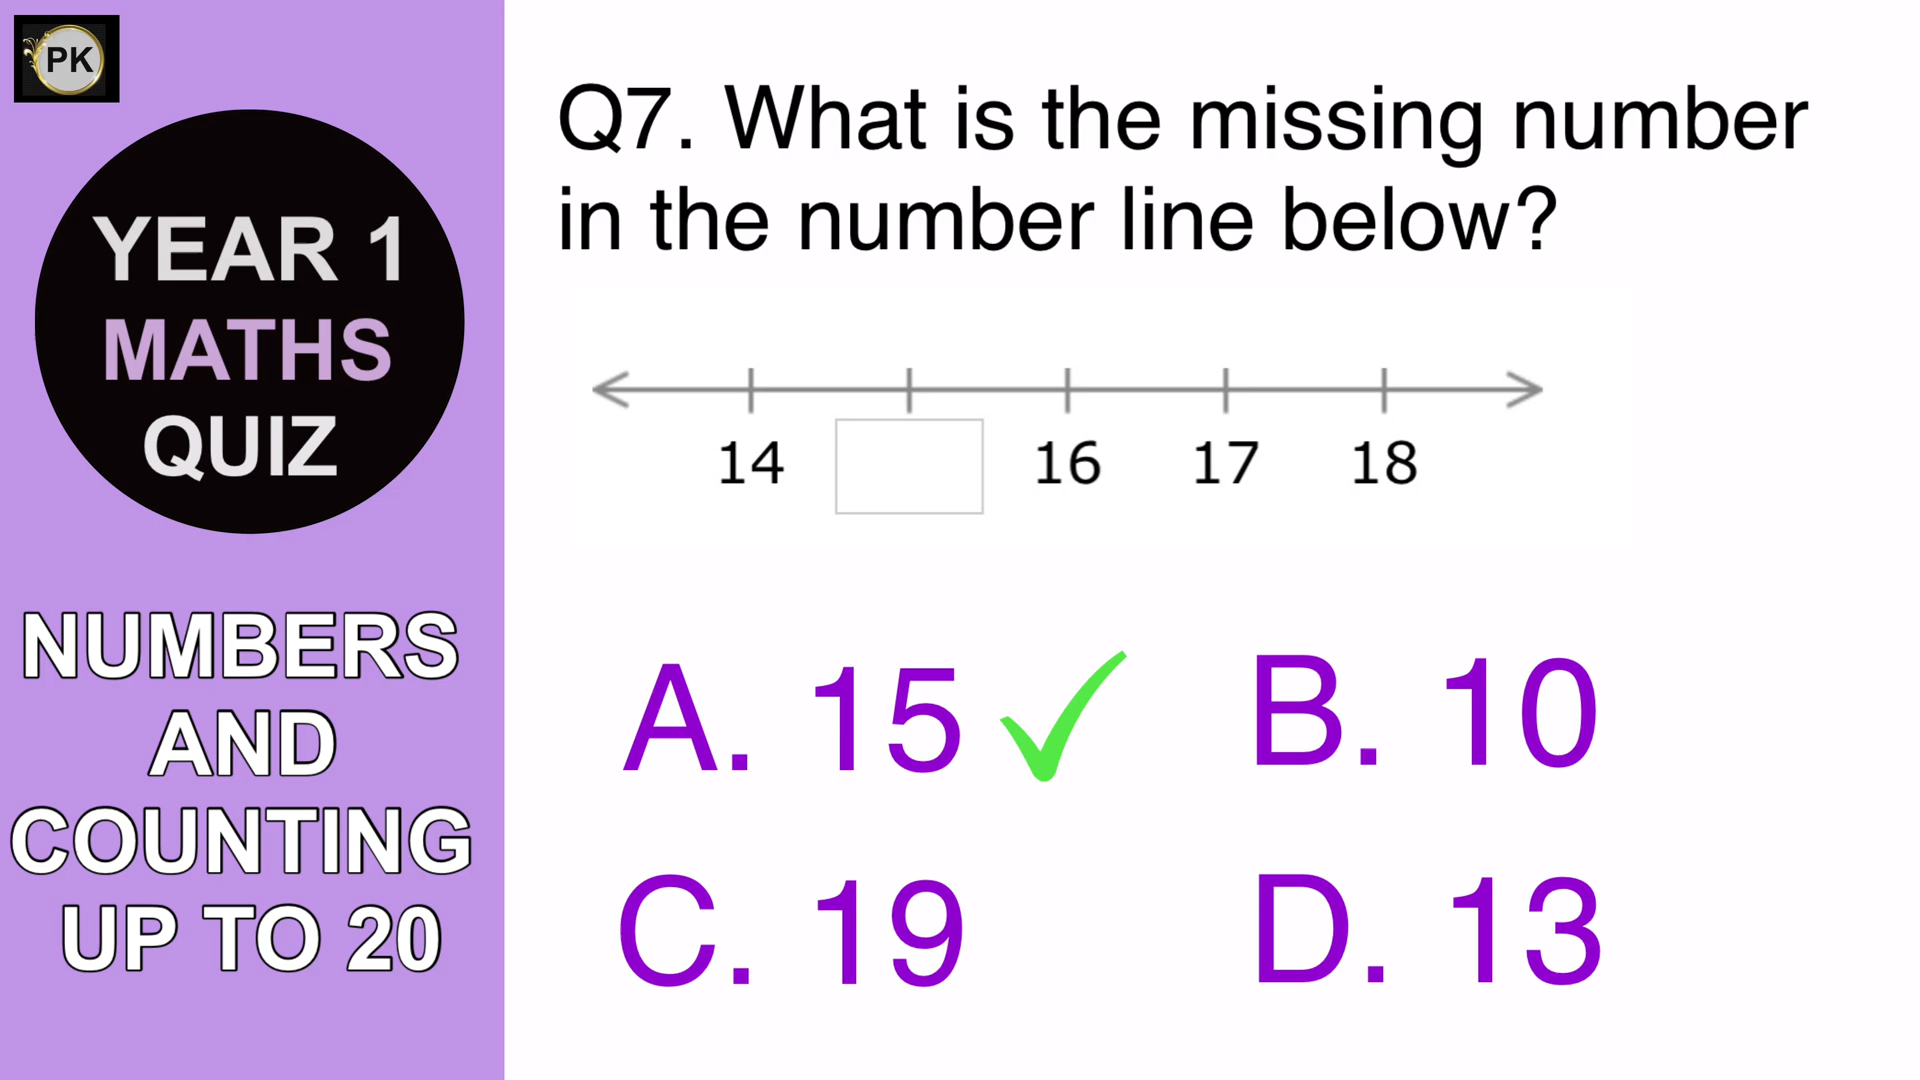 PK
YEAR 1
MATHS
QUIZ
NUMBERS
AND
COUNTING
UP TO 20
Q7. What is the missing number
in the number line below?
14 16 17 18
A. 15 B. 10
C. 19 D. 13